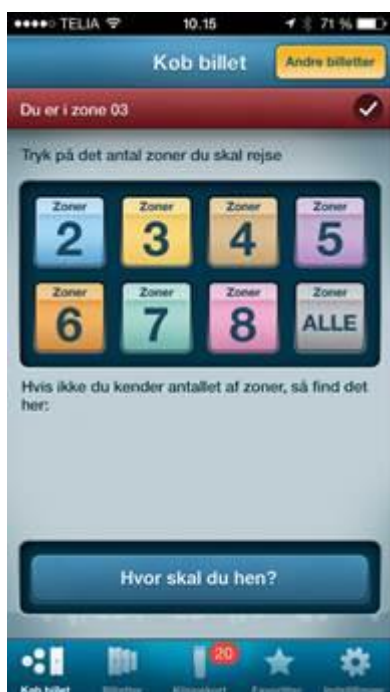 TELIA 10.15 71 %
Køb billet
Andre billetter
Du er i zone 03
Tryk på det antal zoner du skal rejse
Zoner Zoner Zoner Zoner
2 3 4 5
Zoner Zoner Zoner Zoner
6 7 8 ALLE
Hvis ikke du kender antallet af zoner, så find det
her:
Hvor skal du hen?
20
Køb billet